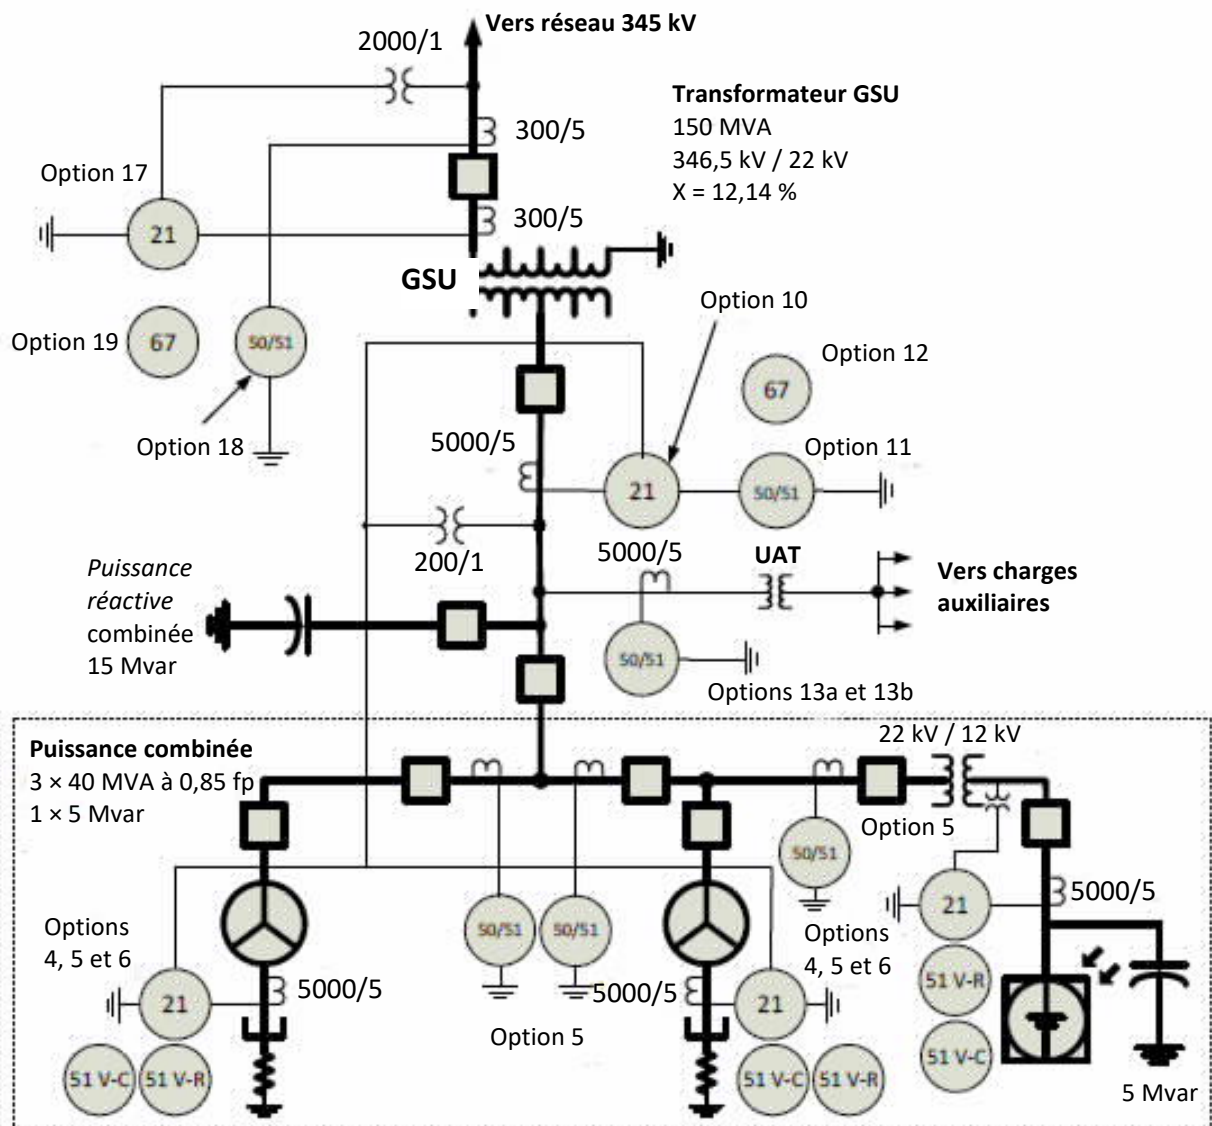 Vers réseau 345 kV
2000/1
Transformateur GSU
150 MVA
346,5 kV / 22 kV
X = 12,14 %
300/5
Option 17
300/5
21
GSU
Option 10
Option 19
67
50/51
Option 12
67
Option 18
5000/5
Option 11
21
50/51
200/1
5000/5
UAT
Vers charges
auxiliaires
Puissance
réactive
combinée
15 Mvar
50/51
Options 13a et 13b
Puissance combinée
3 × 40 MVA à 0,85 fp
1 × 5 Mvar
22 kV / 12 kV
Option 5
50/51
21
5000/5
Options
4, 5 et 6
50/51
50/51
Options
4, 5 et 6
51 V-R
21
5000/5
5000/5
21
Option 5
51 V-C
51 V-C
51 V-R
51 V-C
51 V-R
5 Mvar